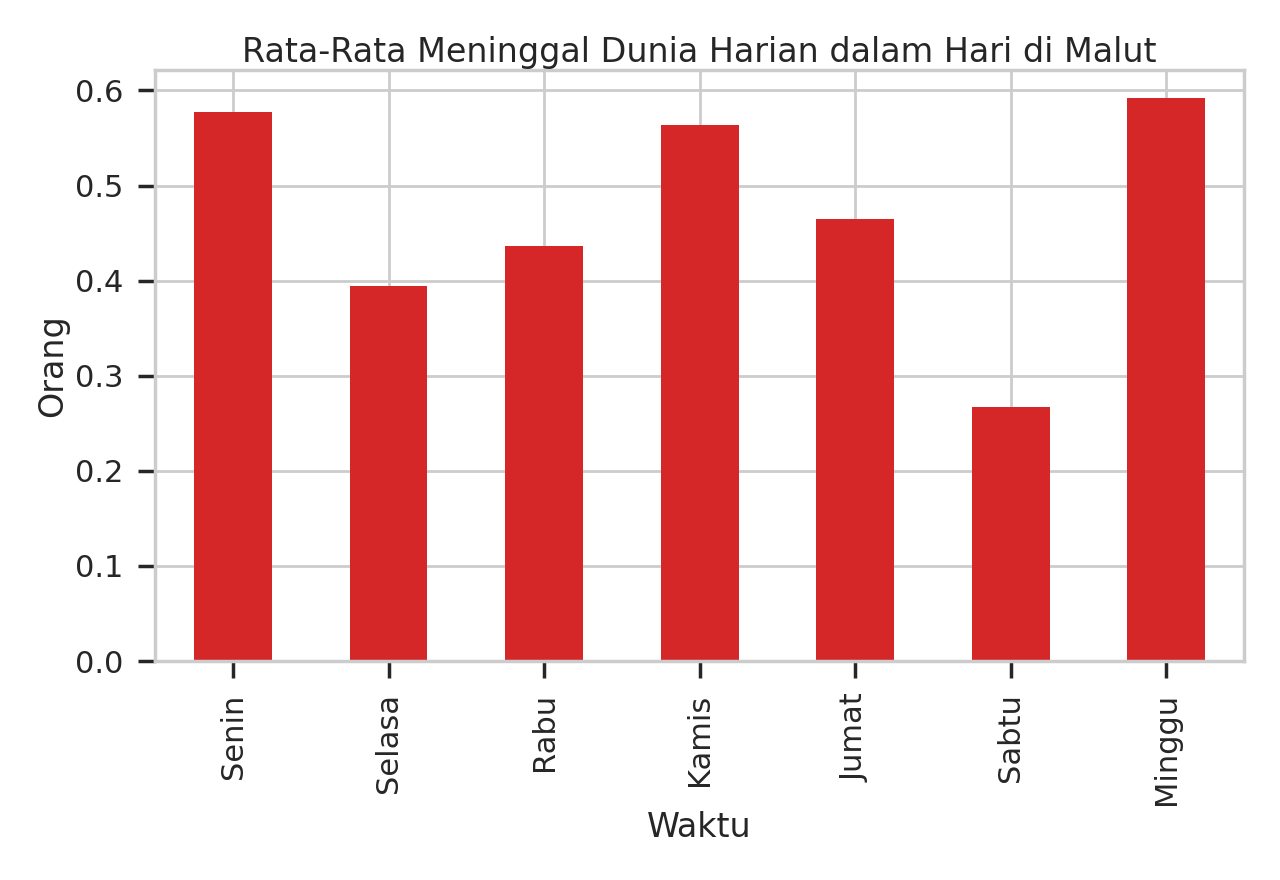 Rata-Rata Meninggal Dunia Harian dalam Hari di Malut
0.6
0.5
0.4
0.3
0.2
0.1
0.0
Orang
Senin
Selasa
Rabu
Kamis
Jumat
Sabtu
Minggu
Waktu